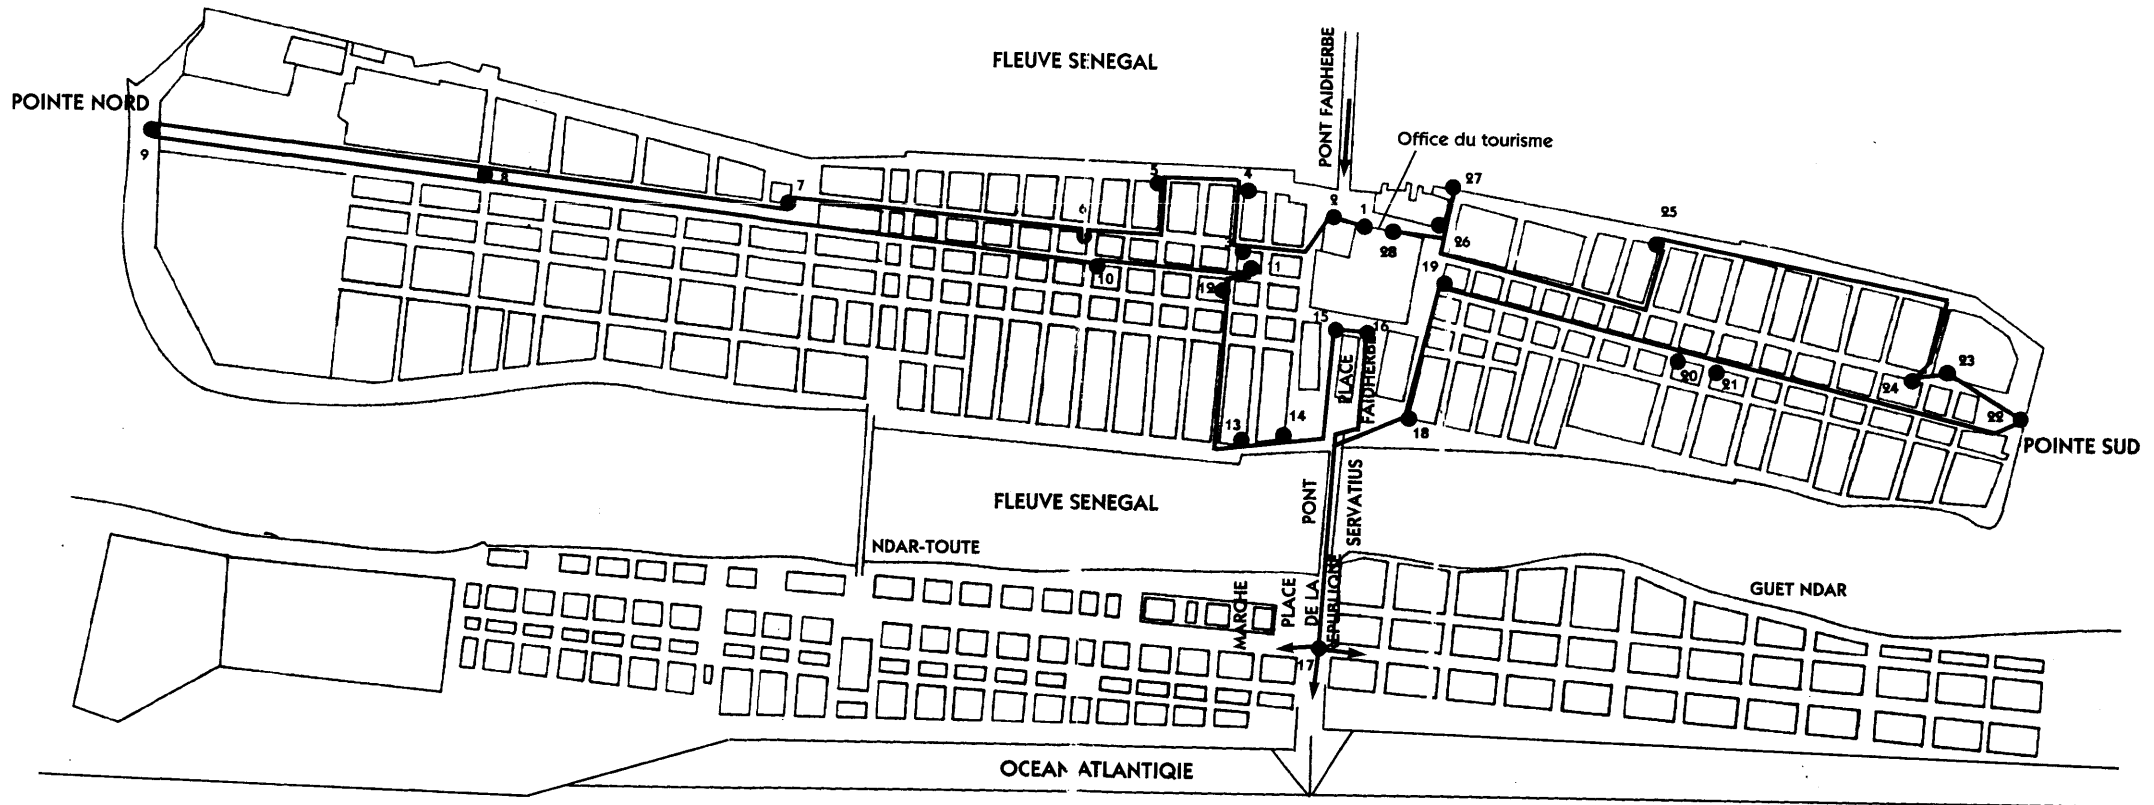 FLEUVE SENEGAL
PONT FAIDHERBE
POINTE NORD
Office du tourisme
9
8
7
6
5
4
2
1
28
27
26
25
19
10
1
12
15
16
PLACE
FAIDHERBE
13
14
18
20
21
24
23
22
POINTE SUD
FLEUVE SENEGAL
PONT
SERVATIUS
NDAR-TOUTE
GUET NDAR
MARCHE
PLACE
DE LA
REPUBLIQNE
17
OCEAN ATLANTIQIE